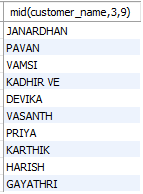 mid(customer_name,3,9)
JANARDHAN
PAVAN
VAMSI
KADHIR VE
DEVIKA
VASANTH
PRIYA
KARTHIK
HARISH
GAYATHRI